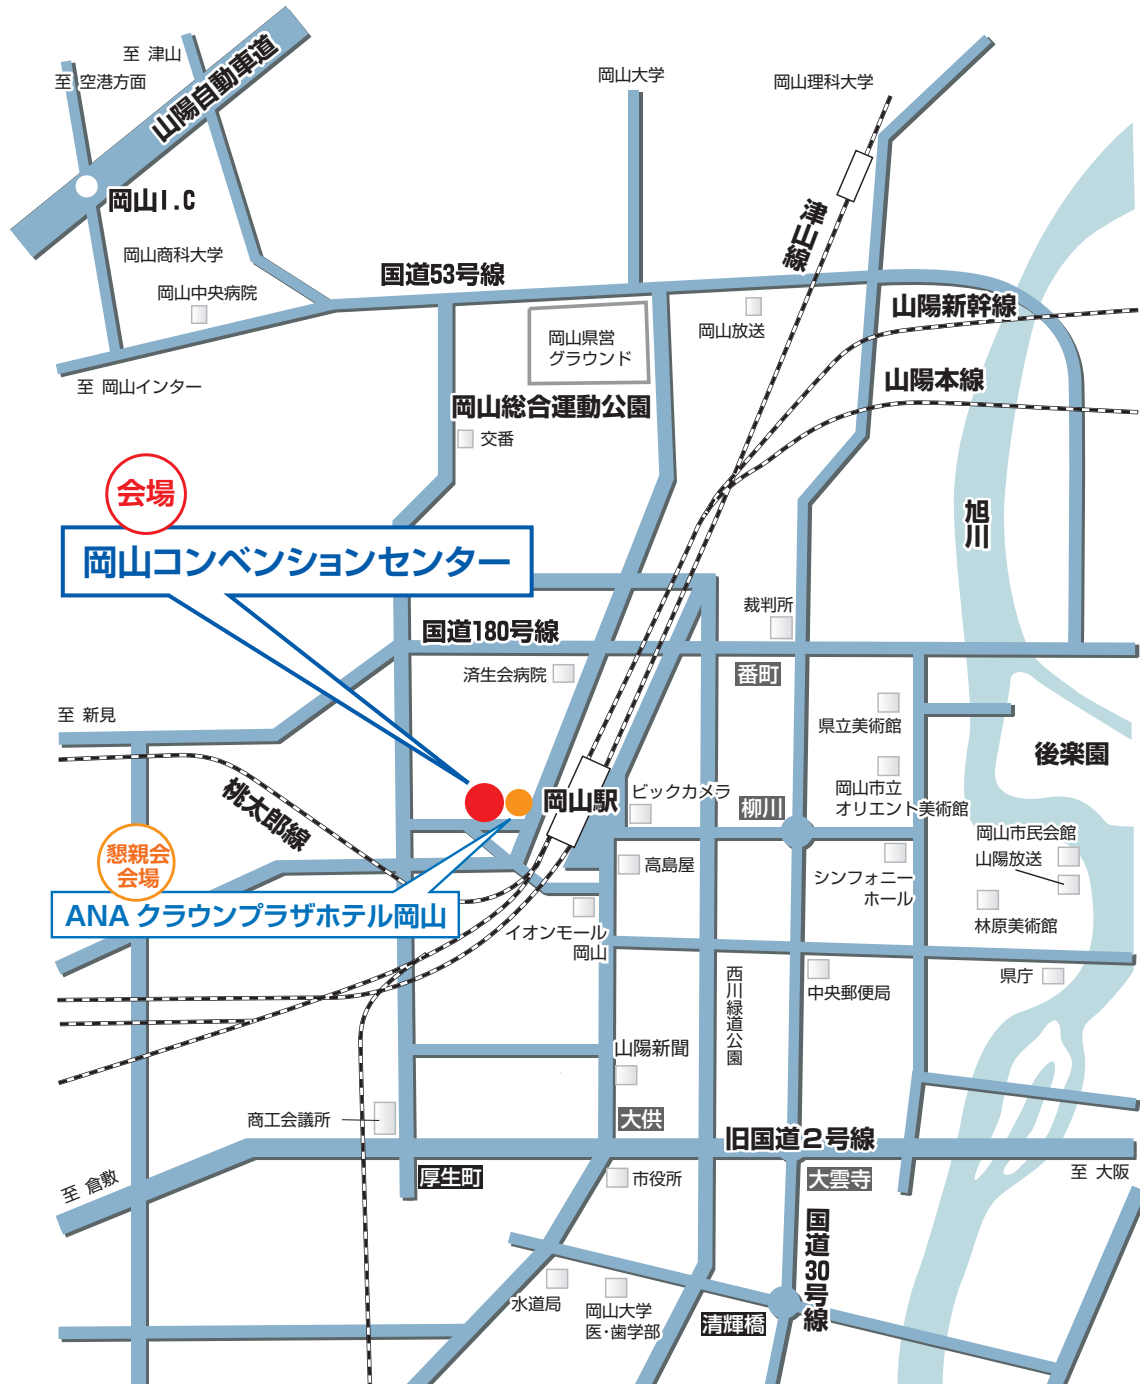 至 津山
至 空港方面
山陽自動車道
岡山大学
岡山理科大学
岡山I.C
津山線
岡山商科大学
国道53号線
岡山中央病院
山陽新幹線
岡山放送
岡山県営
グラウンド
至 岡山インター
山陽本線
岡山総合運動公園
交番
会場
旭川
岡山コンベンションセンター
裁判所
国道180号線
済生会病院
番町
至 新見
県立美術館
後楽園
桃太郎線
岡山駅
ビックカメラ
柳川
岡山市立
オリエント美術館
岡山市民会館
懇親会
会場
高島屋
山陽放送
シンフォニー
ホール
ANA クラウンプラザホテル岡山
林原美術館
イオンモール
岡山
西川緑道公園
県庁
中央郵便局
山陽新聞
商工会議所
大供
旧国道2号線
至 倉敷
厚生町
市役所
大雲寺
至 大阪
国道30号線
水道局
岡山大学
医・歯学部
清輝橋